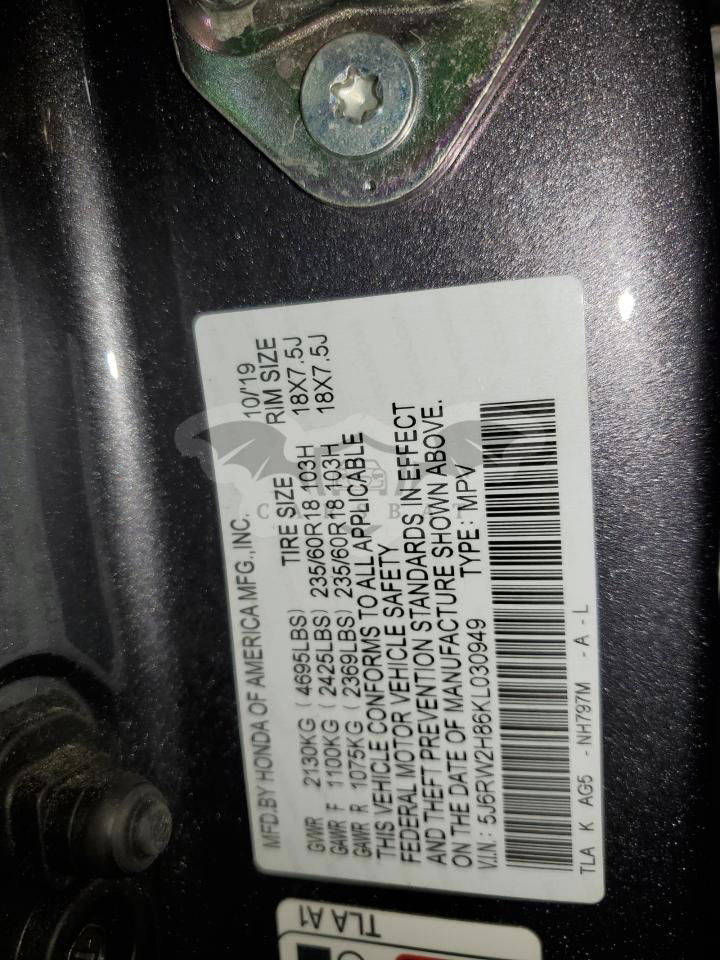 MFD.BY HONDA OF AMERICA MFG.,INC. 10/'19
TIRE SIZE RIM SIZE
GVWR 2130KG (4695LBS)
GAWR F 1100KG (2425LBS) 235/60R18 103H 18X7.5J
GAWR R 1075KG (2369LBS) 235/60R18 103H 18X7.5J
THIS VEHICLE CONFORMS TO ALL APPLICABLE
FEDERAL MOTOR VEHICLE SAFETY
AND THEFT PREVENTION STANDARDS IN EFFECT
ON THE DATE OF MANUFACTURE SHOWN ABOVE.
V.I.N.: 5J6RW2H86KL030949 TYPE: MPV
TLA K AG5 - NH797M - A - L
TLA A1